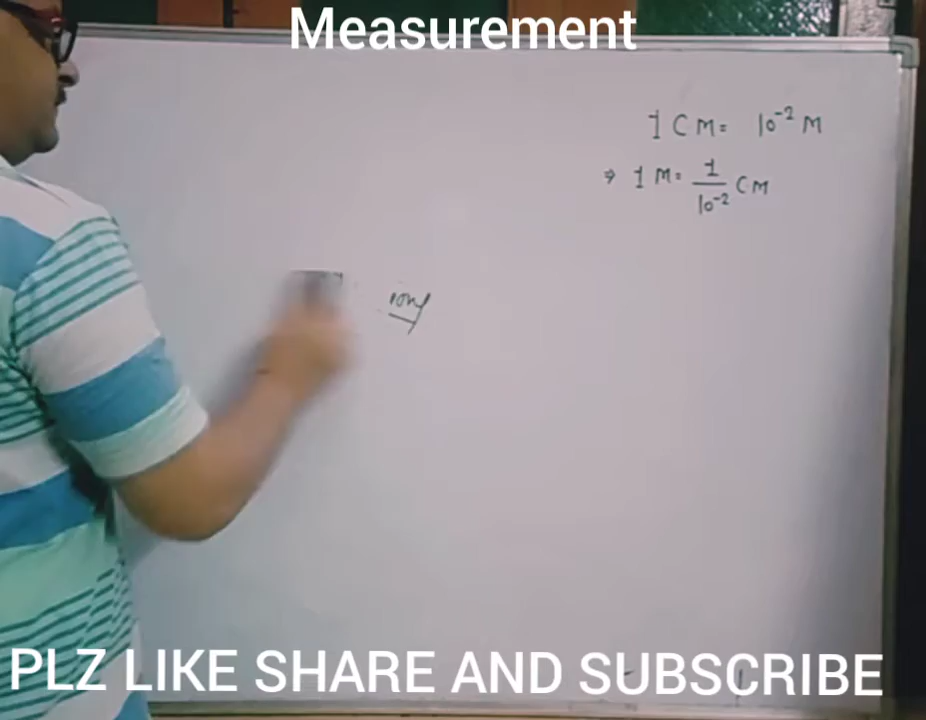 Measurement
1 CM = 10⁻² M
⇒ 1 M = 1/10⁻² CM
PLZ LIKE SHARE AND SUBSCRIBE